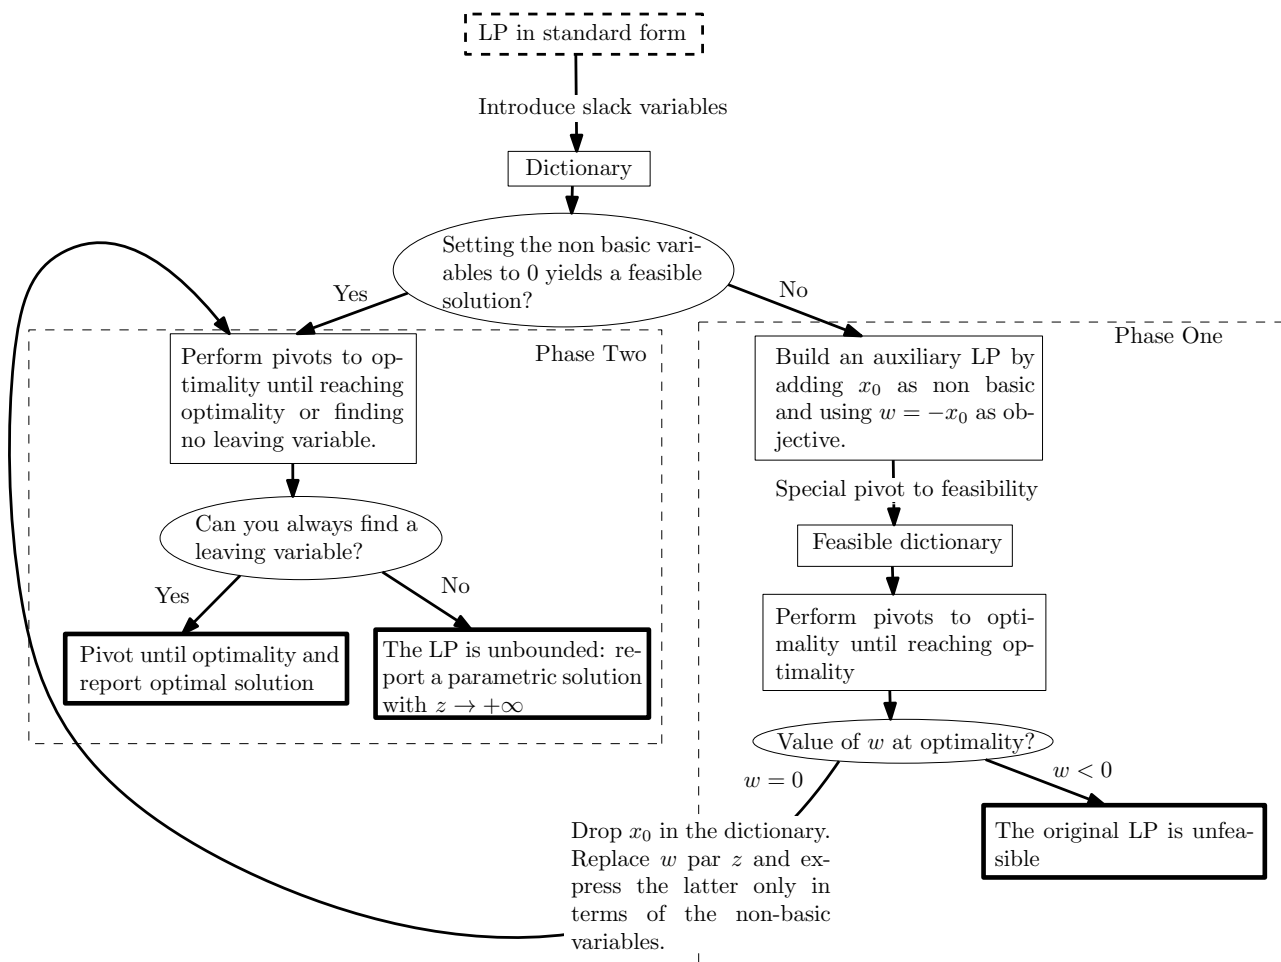 LP in standard form
Introduce slack variables
Dictionary
Setting the non basic vari-
ables to 0 yields a feasible
solution?
Yes
No
Phase Two
Perform pivots to op-
timality until reaching
optimality or finding
no leaving variable.
Can you always find a
leaving variable?
Yes
No
Pivot until optimality and
report optimal solution
The LP is unbounded: re-
port a parametric solution
with z → +∞
Phase One
Build an auxiliary LP by
adding x₀ as non basic
and using w = −x₀ as ob-
jective.
Special pivot to feasibility
Feasible dictionary
Perform pivots to opti-
mality until reaching op-
timality
Value of w at optimality?
w = 0
w < 0
Drop x₀ in the dictionary.
Replace w par z and ex-
press the latter only in
terms of the non-basic
variables.
The original LP is unfea-
sible